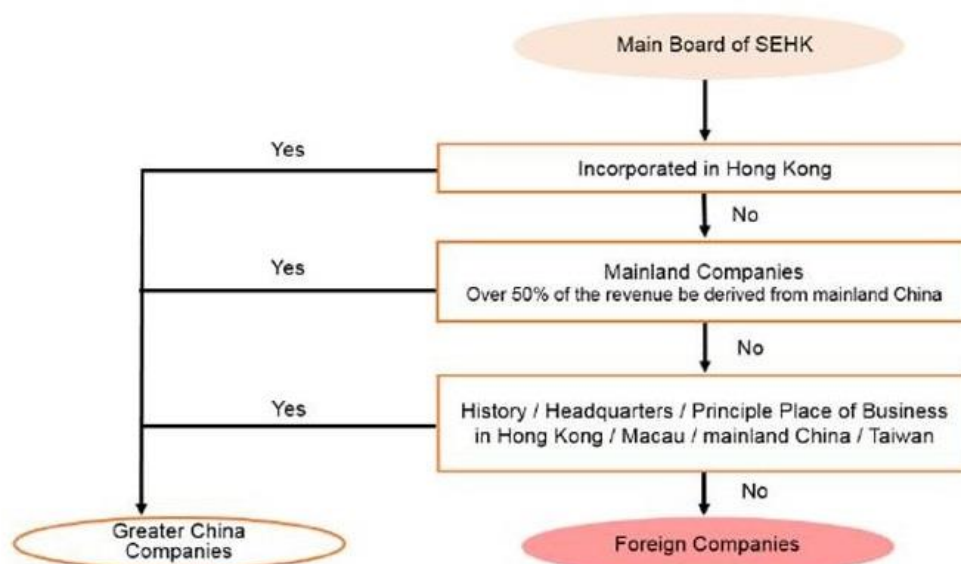 Main Board of SEHK
Yes
Incorporated in Hong Kong
No
Yes
Mainland Companies
Over 50% of the revenue be derived from mainland China
No
Yes
History / Headquarters / Principle Place of Business
in Hong Kong / Macau / mainland China / Taiwan
No
Greater China
Companies
Foreign Companies